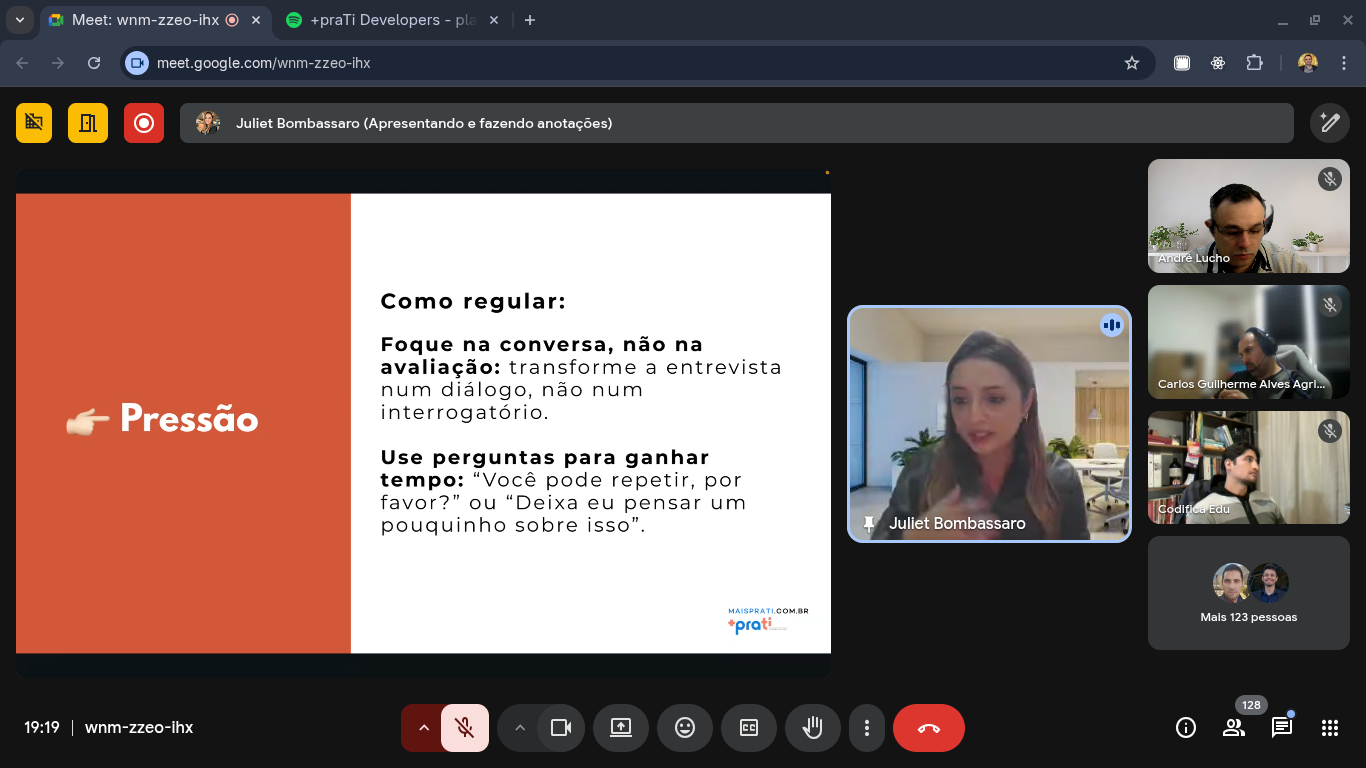 Meet: wnm-zzeo-ihx
+praTi Developers - pla
meet.google.com/wnm-zzeo-ihx
Juliet Bombassaro (Apresentando e fazendo anotações)
Pressão
Como regular:
Foque na conversa, não na
avaliação: transforme a entrevista
num diálogo, não num
interrogatório.
Use perguntas para ganhar
tempo: “Você pode repetir, por
favor?” ou “Deixa eu pensar um
pouquinho sobre isso”.
MAISPRATI.COM.BR
+prati
Juliet Bombassaro
André Lucho
Carlos Guilherme Alves Agri...
Codifica Edu
Mais 123 pessoas
19:19 | wnm-zzeo-ihx
128